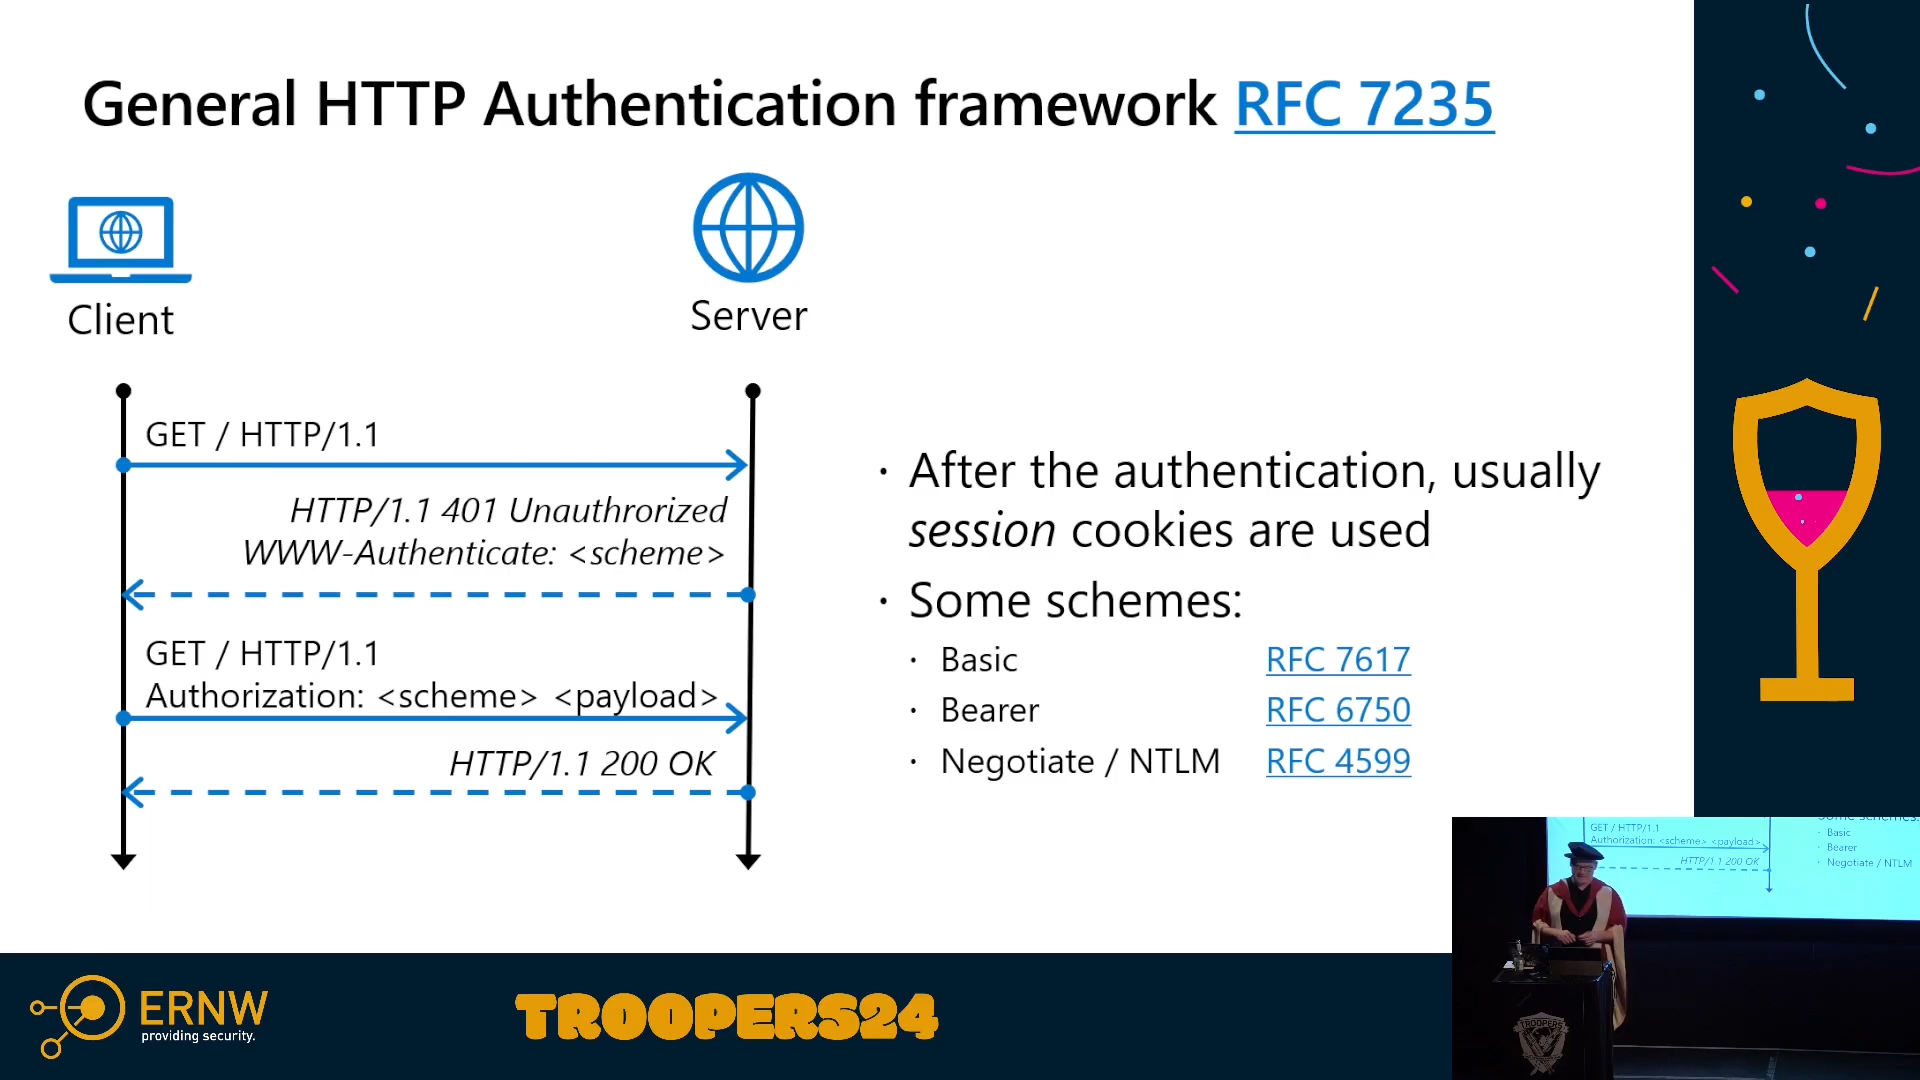 General HTTP Authentication framework RFC 7235
Client
Server
GET / HTTP/1.1
HTTP/1.1 401 Unauthrorized
WWW-Authenticate: <scheme>
GET / HTTP/1.1
Authorization: <scheme> <payload>
HTTP/1.1 200 OK
· After the authentication, usually
session cookies are used
· Some schemes:
· Basic RFC 7617
· Bearer RFC 6750
· Negotiate / NTLM RFC 4599
Some schemes:
GET / HTTP/1.1
Authorization: <scheme> <payload>
HTTP/1.1 200 OK
· Basic
· Bearer
· Negotiate / NTLM
TROOPERS
ERNW
providing security.
TROOPERS24